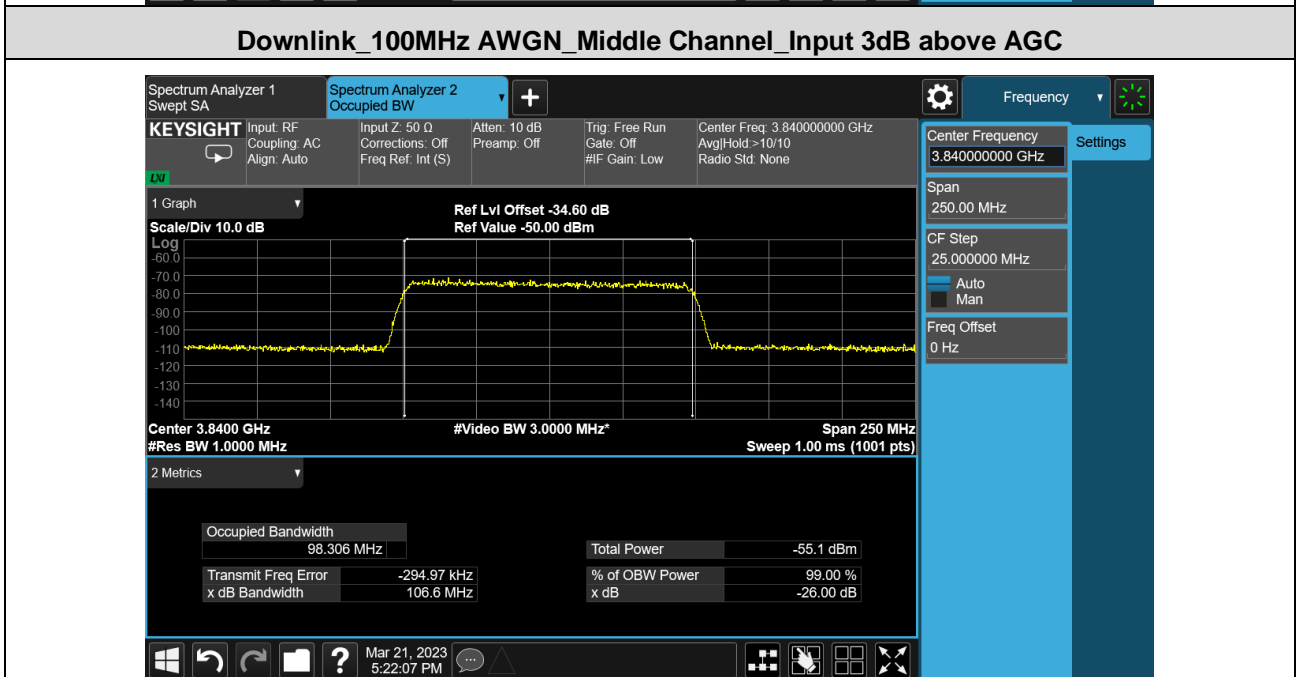 Downlink_100MHz AWGN_Middle Channel_Input 3dB above AGC
Spectrum Analyzer 1
Swept SA
Spectrum Analyzer 2
Occupied BW
Frequency
KEYSIGHT
LXI
Input: RF
Coupling: AC
Align: Auto
Input Z: 50 Ω
Corrections: Off
Freq Ref: Int (S)
Atten: 10 dB
Preamp: Off
Trig: Free Run
Gate: Off
#IF Gain: Low
Center Freq: 3.840000000 GHz
Avg|Hold:>10/10
Radio Std: None
Center Frequency
3.840000000 GHz
Settings
Span
250.00 MHz
CF Step
25.000000 MHz
Auto
Man
Freq Offset
0 Hz
1 Graph
Scale/Div 10.0 dB
Ref Lvl Offset -34.60 dB
Ref Value -50.00 dBm
Log
-60.0
-70.0
-80.0
-90.0
-100
-110
-120
-130
-140
Center 3.8400 GHz
#Res BW 1.0000 MHz
#Video BW 3.0000 MHz*
Span 250 MHz
Sweep 1.00 ms (1001 pts)
2 Metrics
Occupied Bandwidth
98.306 MHz
Total Power -55.1 dBm
Transmit Freq Error -294.97 kHz
% of OBW Power 99.00 %
x dB Bandwidth 106.6 MHz
x dB -26.00 dB
Mar 21, 2023
5:22:07 PM